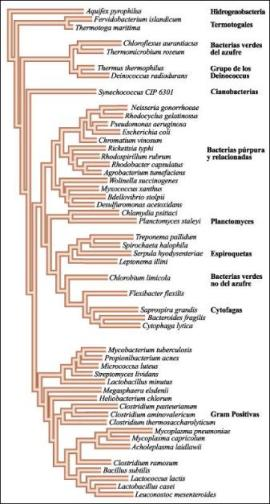 Aquifex pyrophilus
Hidrogenobacteria
Fervidobacterium islandicum
Termotogales
Thermotoga maritima
Chloroflexus aurantiacus
Bacterias verdes
Thermomicrobium roseum
del azufre
Thermus thermophilus
Grupo de los
Deinococcus radiodurans
Deinococcus
Synechococcus CIP 6301
Cianobacterias
Neisseria gonorrhoeae
Rhodocyclus gelatinosa
Pseudomonas aeruginosa
Escherichia coli
Chromatium vinosum
Rickettsia typhi
Bacterias púrpura
Rhodospirillum rubrum
y relacionadas
Rhodobacter capsulatus
Agrobacterium tumefaciens
Wolinella succinogenes
Myxococcus xanthus
Bdellovibrio stolpii
Desulfuromonas acetoxidans
Chlamydia psitiaci
Planctomyces staleyi
Planctomyces
Treponema pallidum
Spirochaeta halophila
Serpula hyodysenteriae
Espiroquetas
Leptonema illini
Chlorobium limicola
Bacterias verdes
no del azufre
Flexibacter flexilis
Saprospira grandis
Cytofagas
Bacteroides fragilis
Cytophaga lytica
Mycobacterium tuberculosis
Propionibacterium acnes
Micrococcus luteus
Streptomyces lividans
Lactobacillus minutus
Megasphaera elsdenii
Heliobacterium chlorum
Clostridium pasteurianum
Clostridium aminovalericum
Gram Positivas
Clostridium thermosaccharolyticum
Mycoplasma pneumoniae
Mycoplasma capricolum
Acholeplasma laidlawii
Clostridium ramosum
Bacillus subtilis
Lactococcus lactis
Lactobacillus casei
Leuconostoc mesenteroides